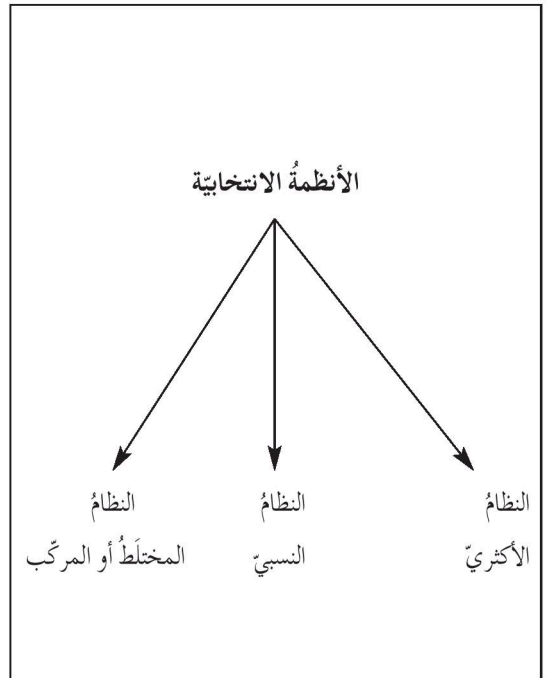 الأنظمةُ الانتخابيّة
النظامُ
الأكثريّ
النظامُ
النسبيّ
النظامُ
المختلَطُ أو المركّب